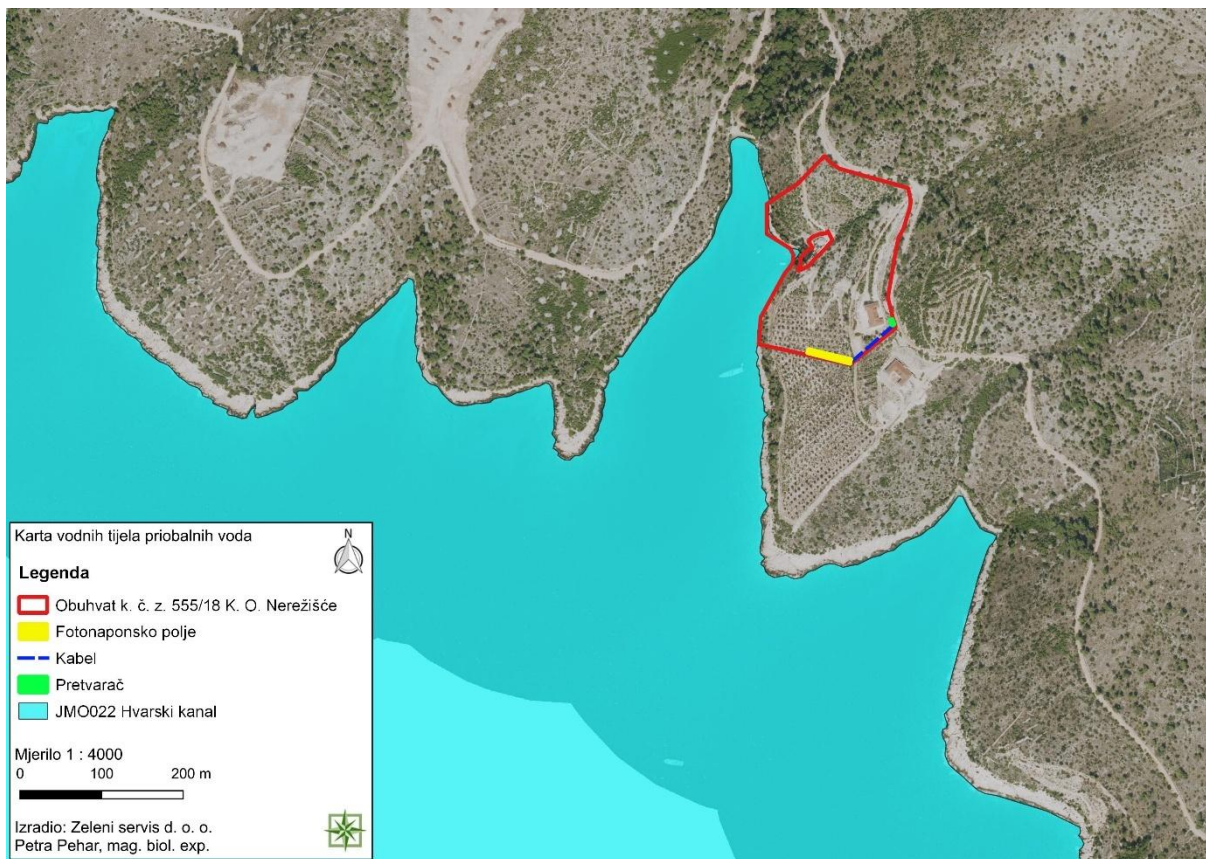 Karta vodnih tijela priobalnih voda
N
Legenda
Obuhvat k. č. z. 555/18 K. O. Nerežišće
Fotonaponsko polje
Kabel
Pretvarač
JMO022 Hvarski kanal
Mjerilo 1 : 4000
0 100 200 m
Izradio: Zeleni servis d. o. o.
Petra Pehar, mag. biol. exp.